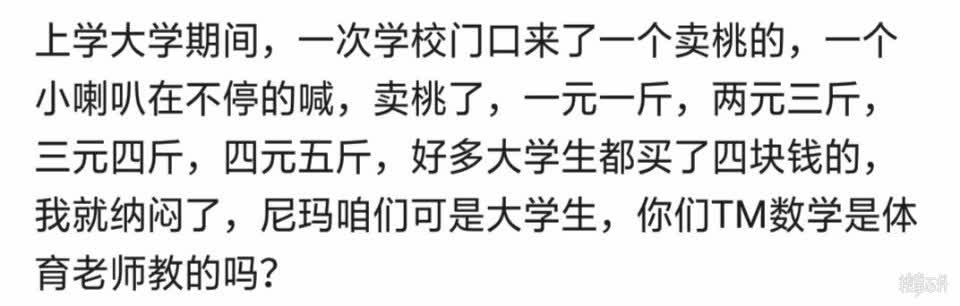 上学大学期间，一次学校门口来了一个卖桃的，一个
小喇叭在不停的喊，卖桃了，一元一斤，两元三斤，
三元四斤，四元五斤，好多大学生都买了四块钱的，
我就纳闷了，尼玛咱们可是大学生，你们TM数学是体
育老师教的吗？